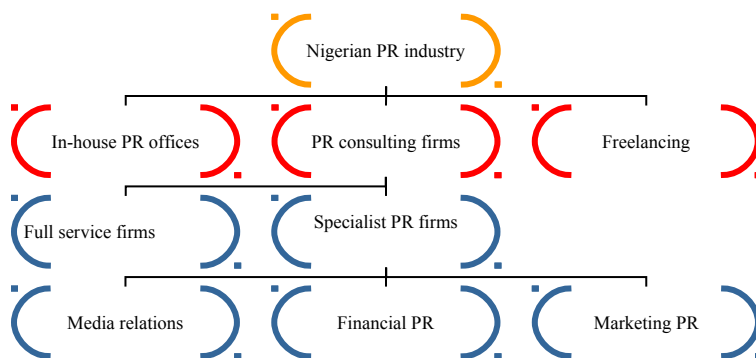 Nigerian PR industry
In-house PR offices
PR consulting firms
Freelancing
Full service firms
Specialist PR firms
Media relations
Financial PR
Marketing PR